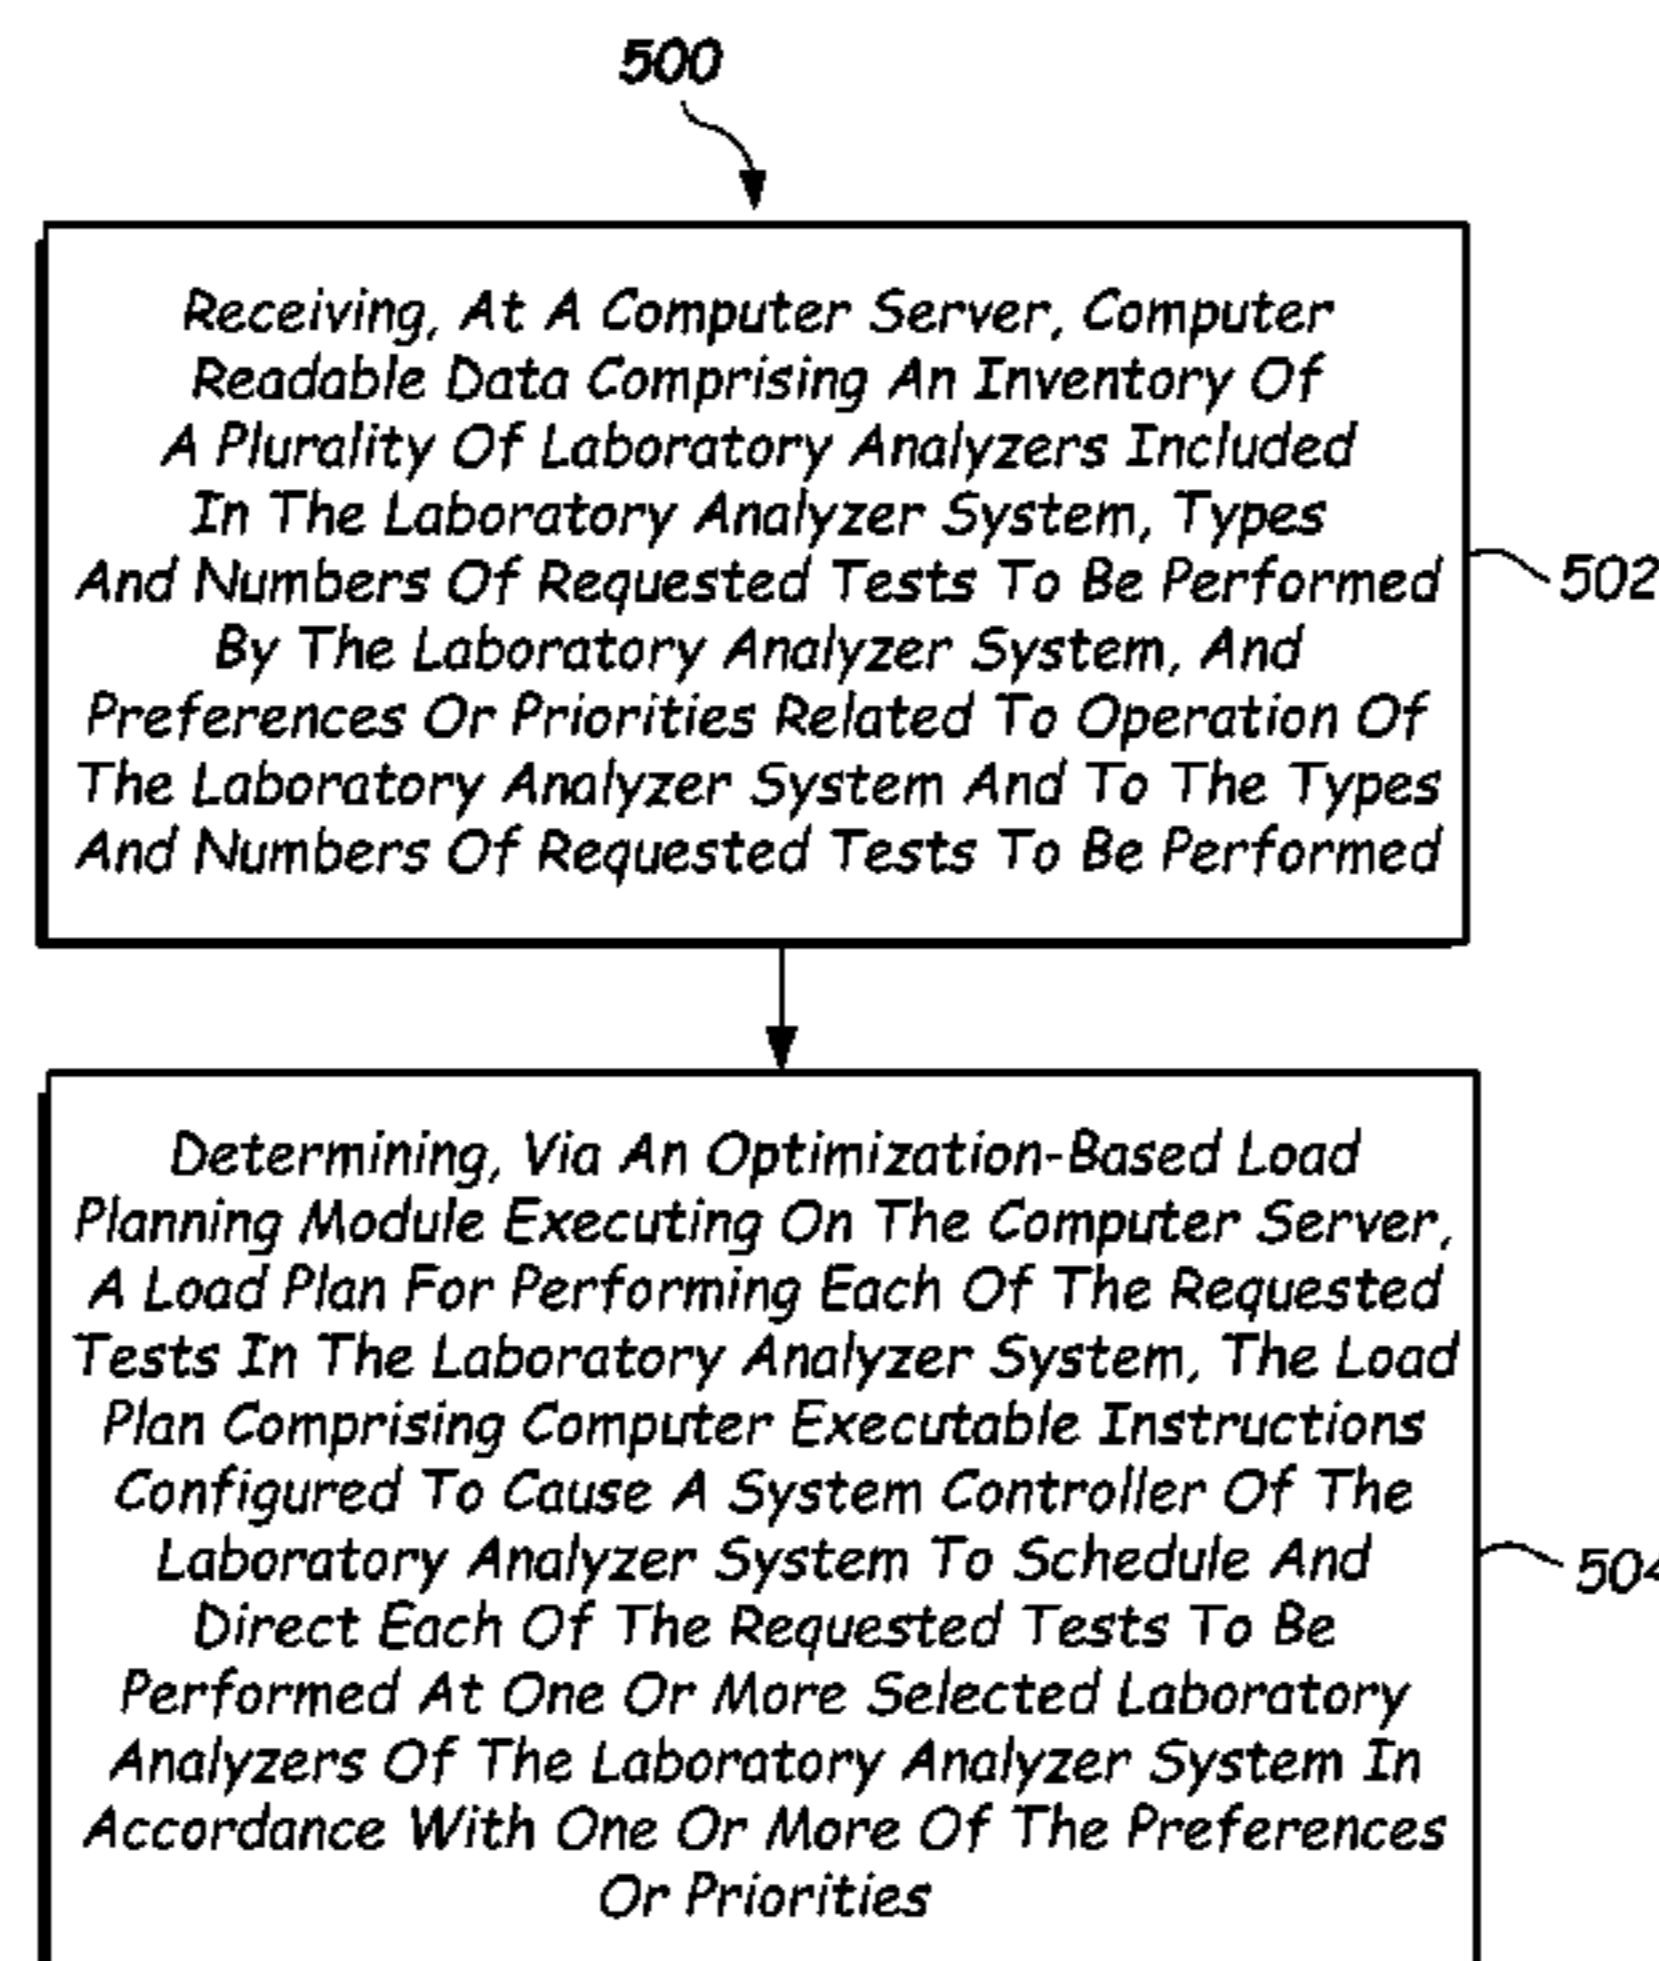 500
Receiving, At A Computer Server, Computer
Readable Data Comprising An Inventory Of
A Plurality Of Laboratory Analyzers Included
In The Laboratory Analyzer System, Types
And Numbers Of Requested Tests To Be Performed
By The Laboratory Analyzer System, And
Preferences Or Priorities Related To Operation Of
The Laboratory Analyzer System And To The Types
And Numbers Of Requested Tests To Be Performed
502
Determining, Via An Optimization-Based Load
Planning Module Executing On The Computer Server,
A Load Plan For Performing Each Of The Requested
Tests In The Laboratory Analyzer System, The Load
Plan Comprising Computer Executable Instructions
Configured To Cause A System Controller Of The
Laboratory Analyzer System To Schedule And
Direct Each Of The Requested Tests To Be
Performed At One Or More Selected Laboratory
Analyzers Of The Laboratory Analyzer System In
Accordance With One Or More Of The Preferences
Or Priorities
504